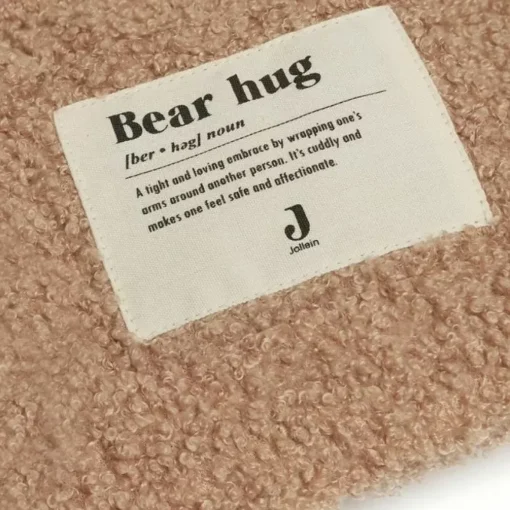 Bear hug
[ber • həg] noun
A tight and loving embrace by wrapping one's
arms around another person. It's cuddly and
makes one feel safe and affectionate.
J
Jollein